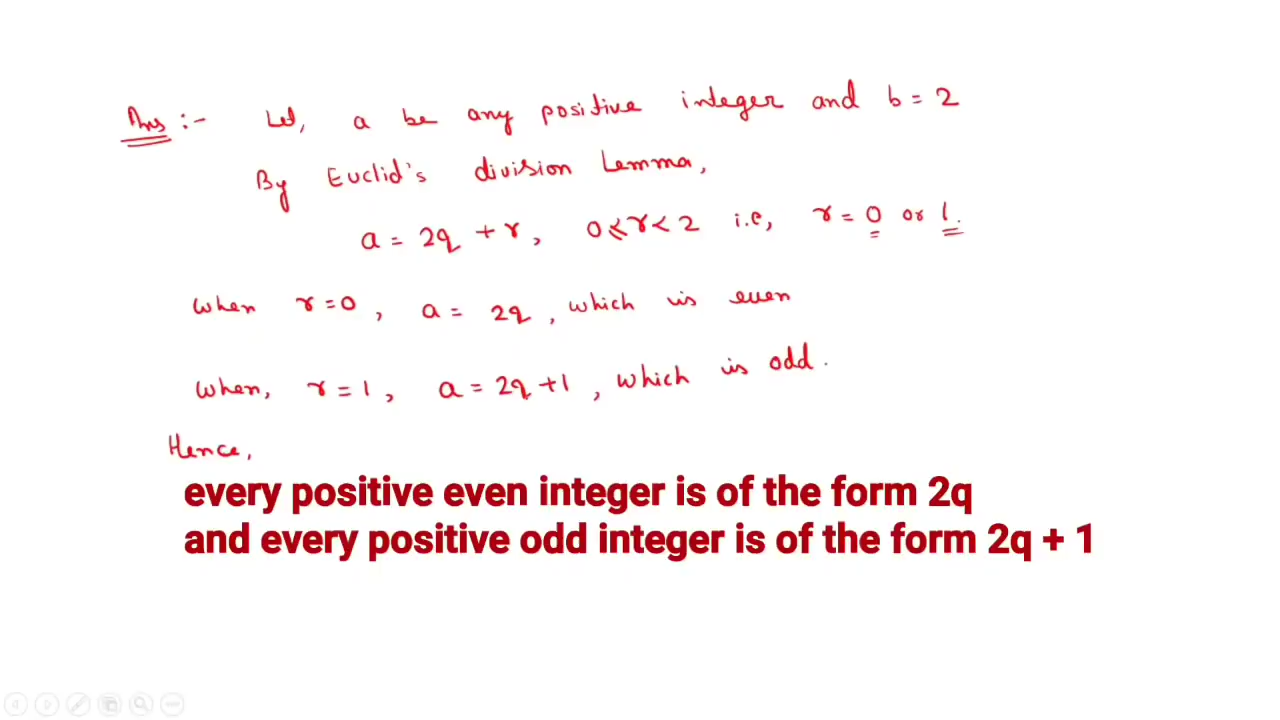 Ans :- Let, a be any positive integer and b = 2
By Euclid's division Lemma,
a = 2q + r, 0 ≤ r < 2 i.e, r = 0 or 1.
when r = 0, a = 2q, which is even
when, r = 1, a = 2q + 1, which is odd.
Hence,
every positive even integer is of the form 2q
and every positive odd integer is of the form 2q + 1